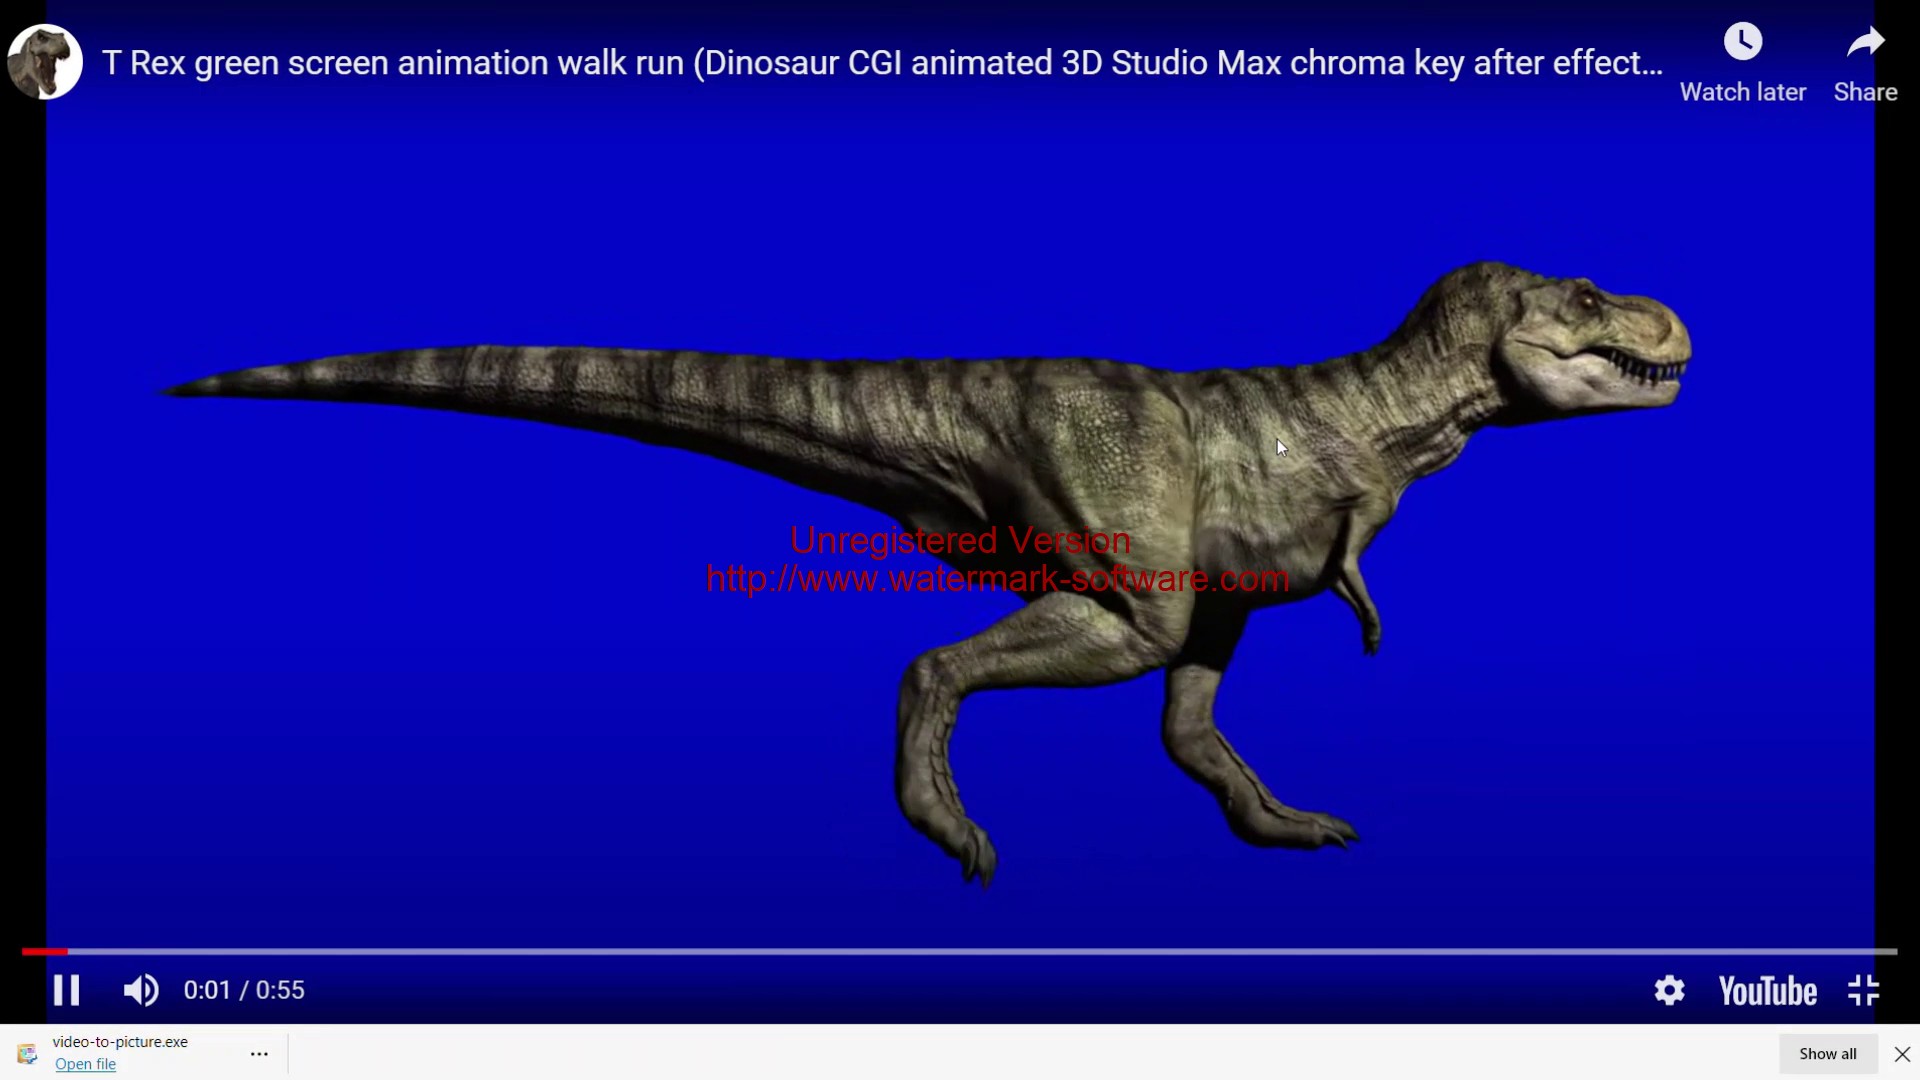 T Rex green screen animation walk run (Dinosaur CGI animated 3D Studio Max chroma key after effect...
Watch later
Share
Unregistered Version
http://www.watermark-software.com
0:01 / 0:55
YouTube
video-to-picture.exe
Open file
Show all